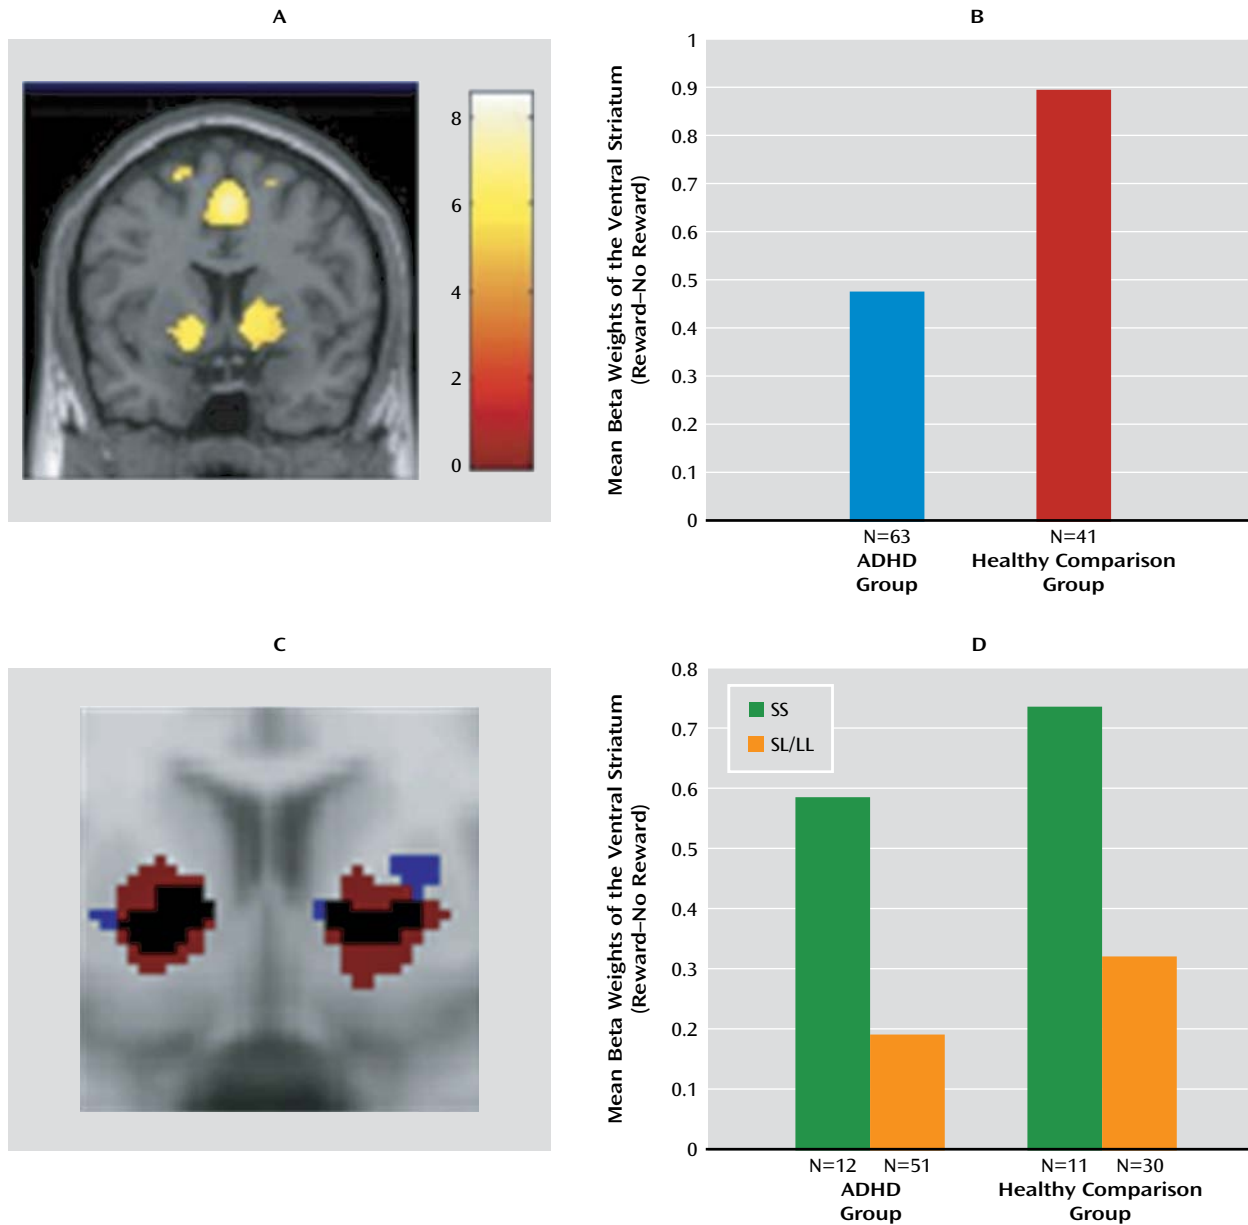 A
8
6
4
2
0
B
Mean Beta Weights of the Ventral Striatum
(Reward–No Reward)
1
0.9
0.8
0.7
0.6
0.5
0.4
0.3
0.2
0.1
0
N=63
ADHD
Group
N=41
Healthy Comparison
Group
C
D
Mean Beta Weights of the Ventral Striatum
(Reward–No Reward)
0.8
0.7
0.6
0.5
0.4
0.3
0.2
0.1
0
SS
SL/LL
N=12 N=51
ADHD
Group
N=11 N=30
Healthy Comparison
Group